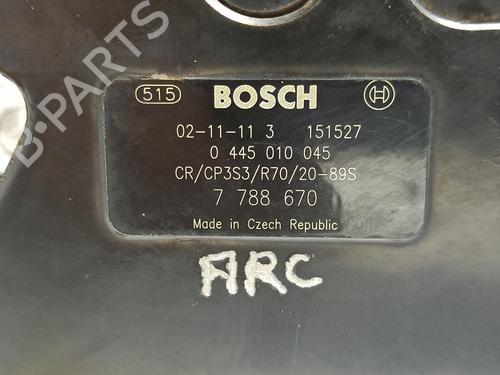 515 BOSCH
02-11-11 3 151527
0 445 010 045
CR/CP3S3/R70/20-89S
7 788 670
Made in Czech Republic
ARC
B-PARTS